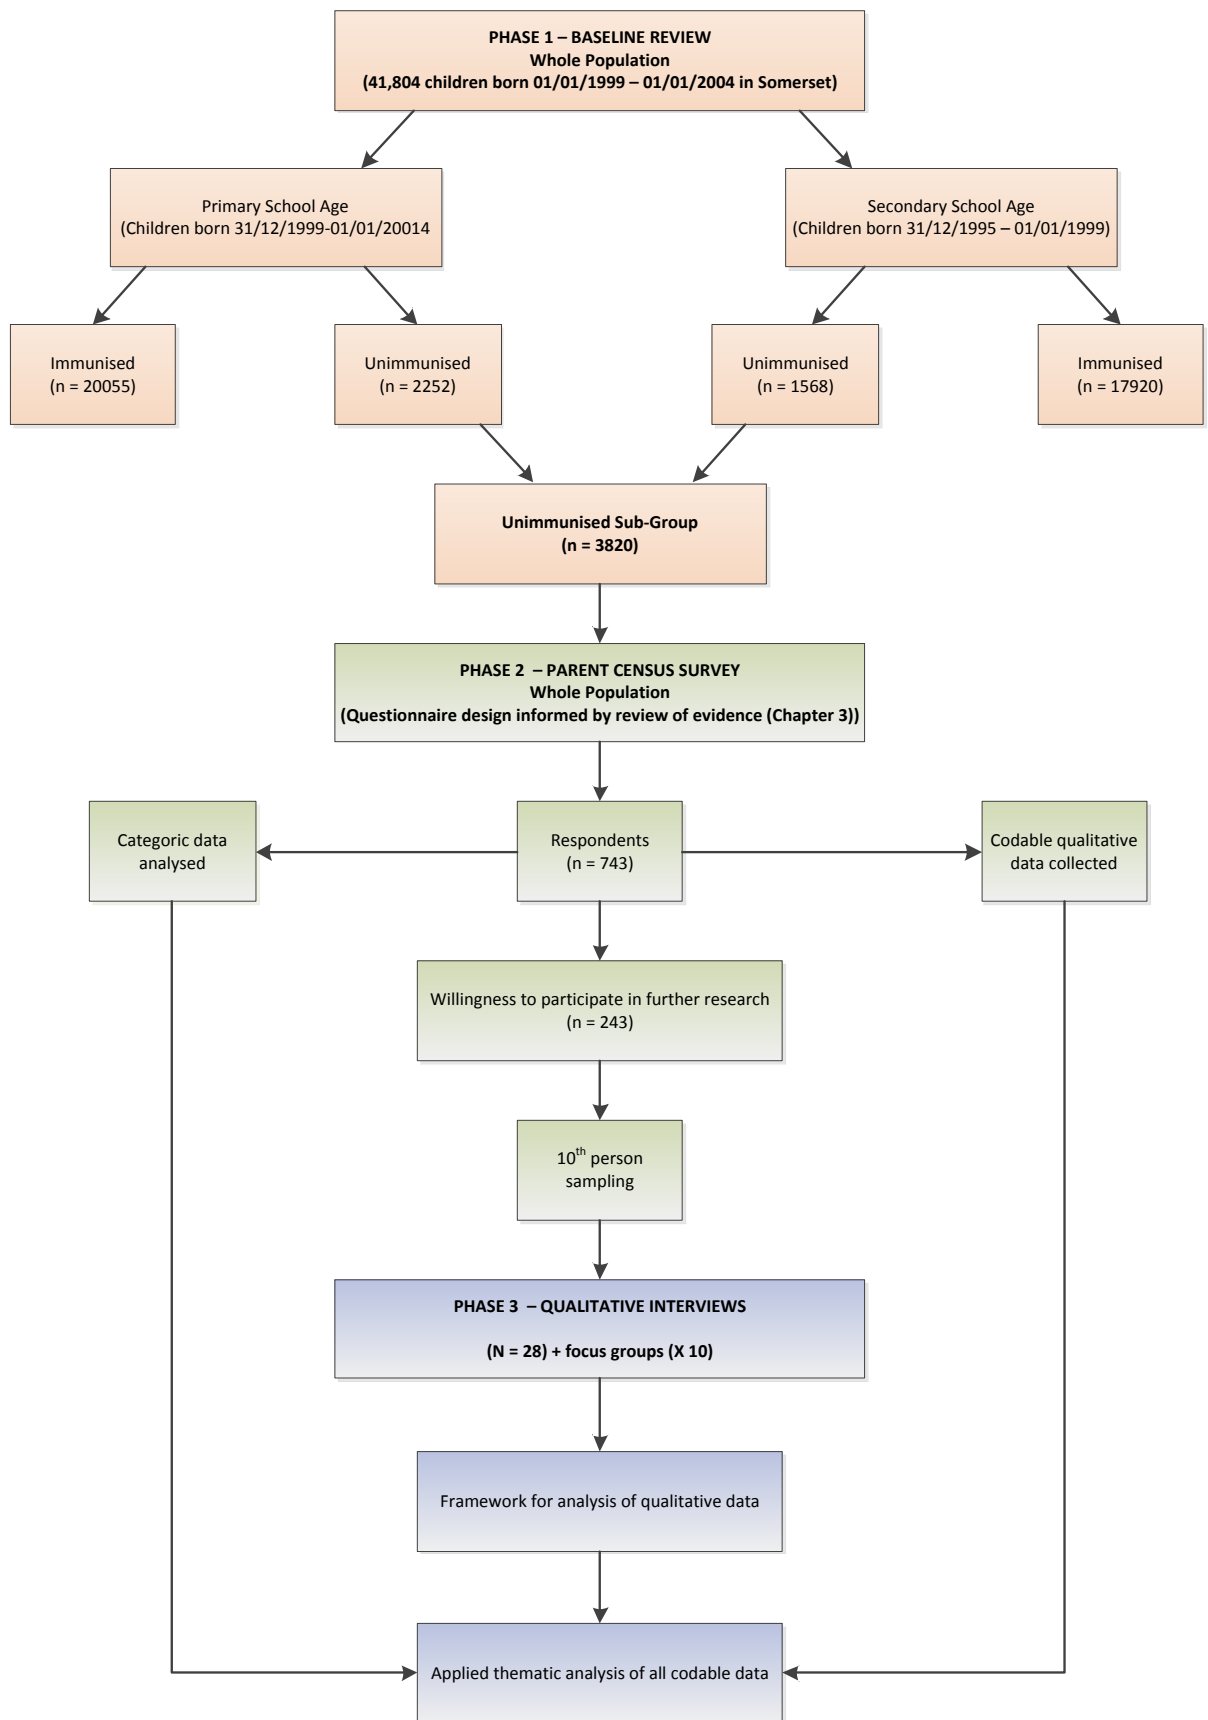 PHASE 1 – BASELINE REVIEW
Whole Population
(41,804 children born 01/01/1999 – 01/01/2004 in Somerset)
Primary School Age
(Children born 31/12/1999-01/01/20014
Secondary School Age
(Children born 31/12/1995 – 01/01/1999)
Immunised
(n = 20055)
Unimmunised
(n = 2252)
Unimmunised
(n = 1568)
Immunised
(n = 17920)
Unimmunised Sub-Group
(n = 3820)
PHASE 2 – PARENT CENSUS SURVEY
Whole Population
(Questionnaire design informed by review of evidence (Chapter 3))
Categoric data
analysed
Respondents
(n = 743)
Codable qualitative
data collected
Willingness to participate in further research
(n = 243)
10th person
sampling
PHASE 3 – QUALITATIVE INTERVIEWS
(N = 28) + focus groups (X 10)
Framework for analysis of qualitative data
Applied thematic analysis of all codable data